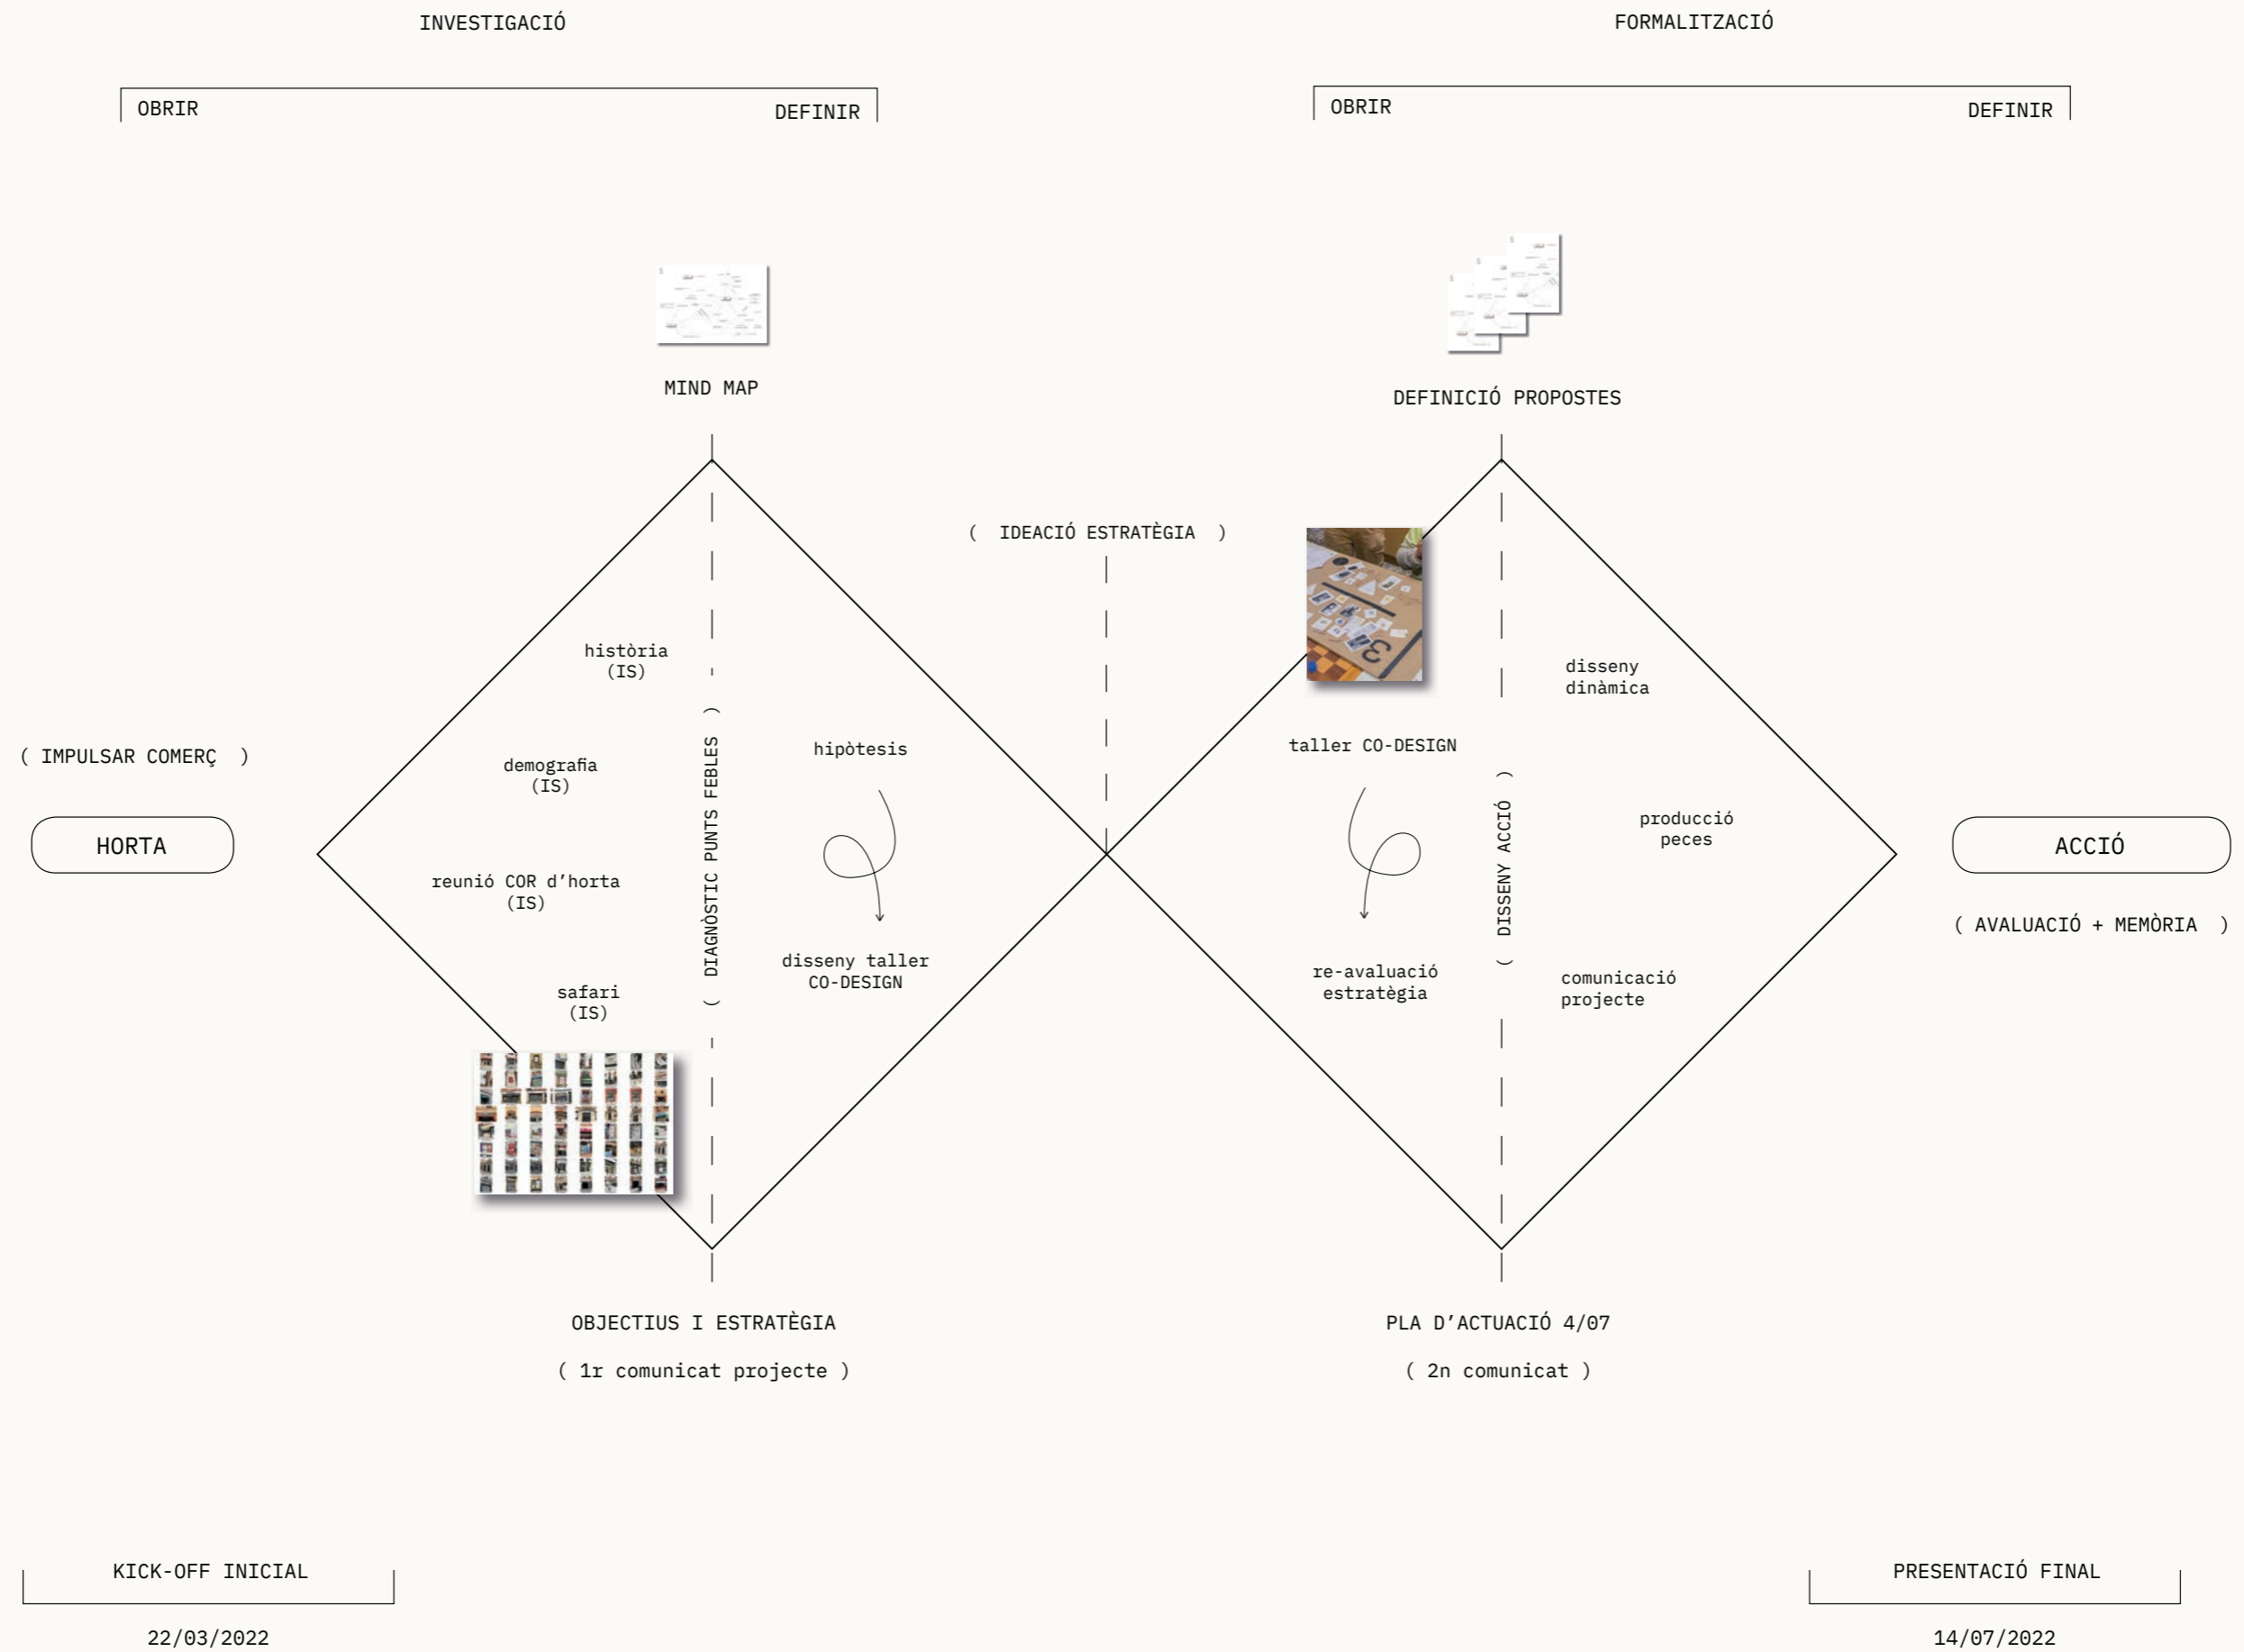 INVESTIGACIÓ
FORMALITZACIÓ
OBRIR
DEFINIR
OBRIR
DEFINIR
MIND MAP
DEFINICIÓ PROPOSTES
( IDEACIÓ ESTRATÈGIA )
( IMPULSAR COMERÇ )
HORTA
història
(IS)
demografia
(IS)
reunió COR d’horta
(IS)
safari
(IS)
( DIAGNÒSTIC PUNTS FEBLES )
hipòtesis
disseny taller
CO-DESIGN
3
taller CO-DESIGN
re-avaluació
estratègia
( DISSENY ACCIÓ )
disseny
dinàmica
producció
peces
comunicació
projecte
ACCIÓ
( AVALUACIÓ + MEMÒRIA )
OBJECTIUS I ESTRATÈGIA
( 1r comunicat projecte )
PLA D’ACTUACIÓ 4/07
( 2n comunicat )
KICK-OFF INICIAL
22/03/2022
PRESENTACIÓ FINAL
14/07/2022